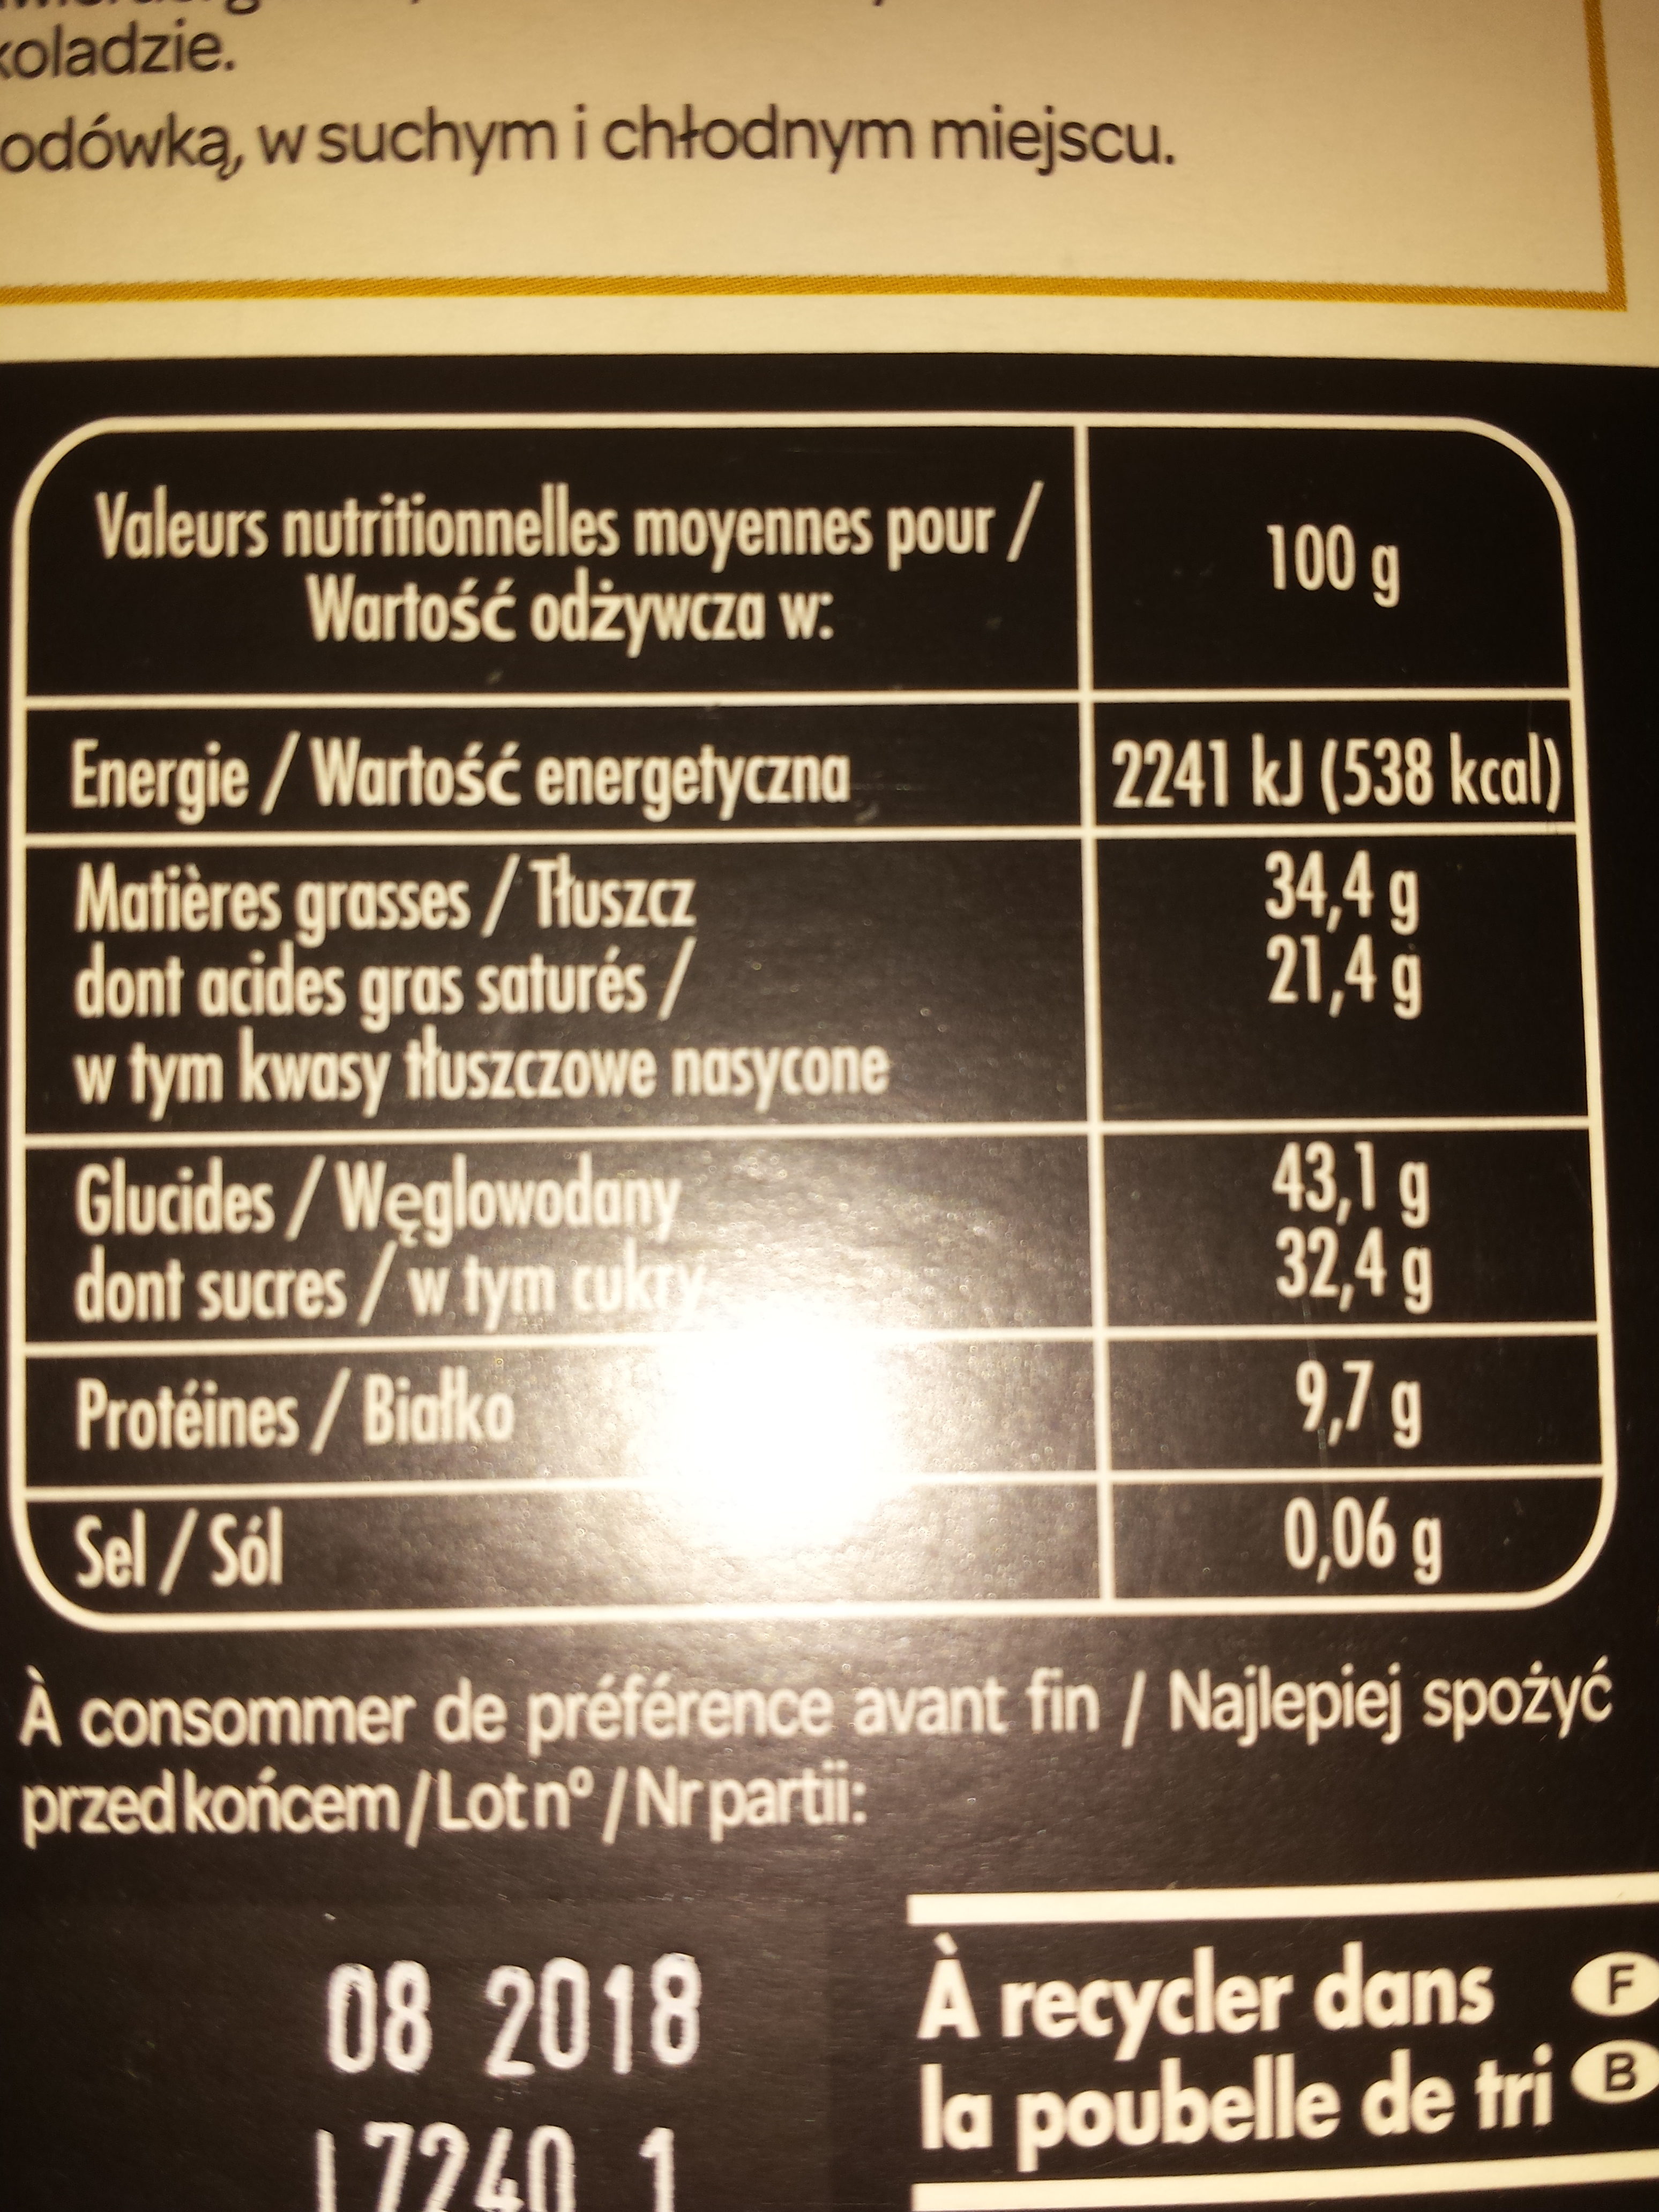 koladzie.
odówką, w suchym i chłodnym miejscu.
Valeurs nutritionnelles moyennes pour /
Wartość odżywcza w:
100 g
Energie / Wartość energetyczna
2241 kJ (538 kcal)
Matières grasses / Tłuszcz
34,4 g
dont acides gras saturés /
21,4 g
w tym kwasy tłuszczowe nasycone
Glucides / Węglowodany
43,1 g
dont sucres / w tym cukry
32,4 g
Protéines / Białko
9,7 g
Sel / Sól
0,06 g
À consommer de préférence avant fin / Najlepiej spożyć
przed końcem / Lot n° / Nr partii:
08 2018
L7240 1
À recycler dans
la poubelle de tri
F
B